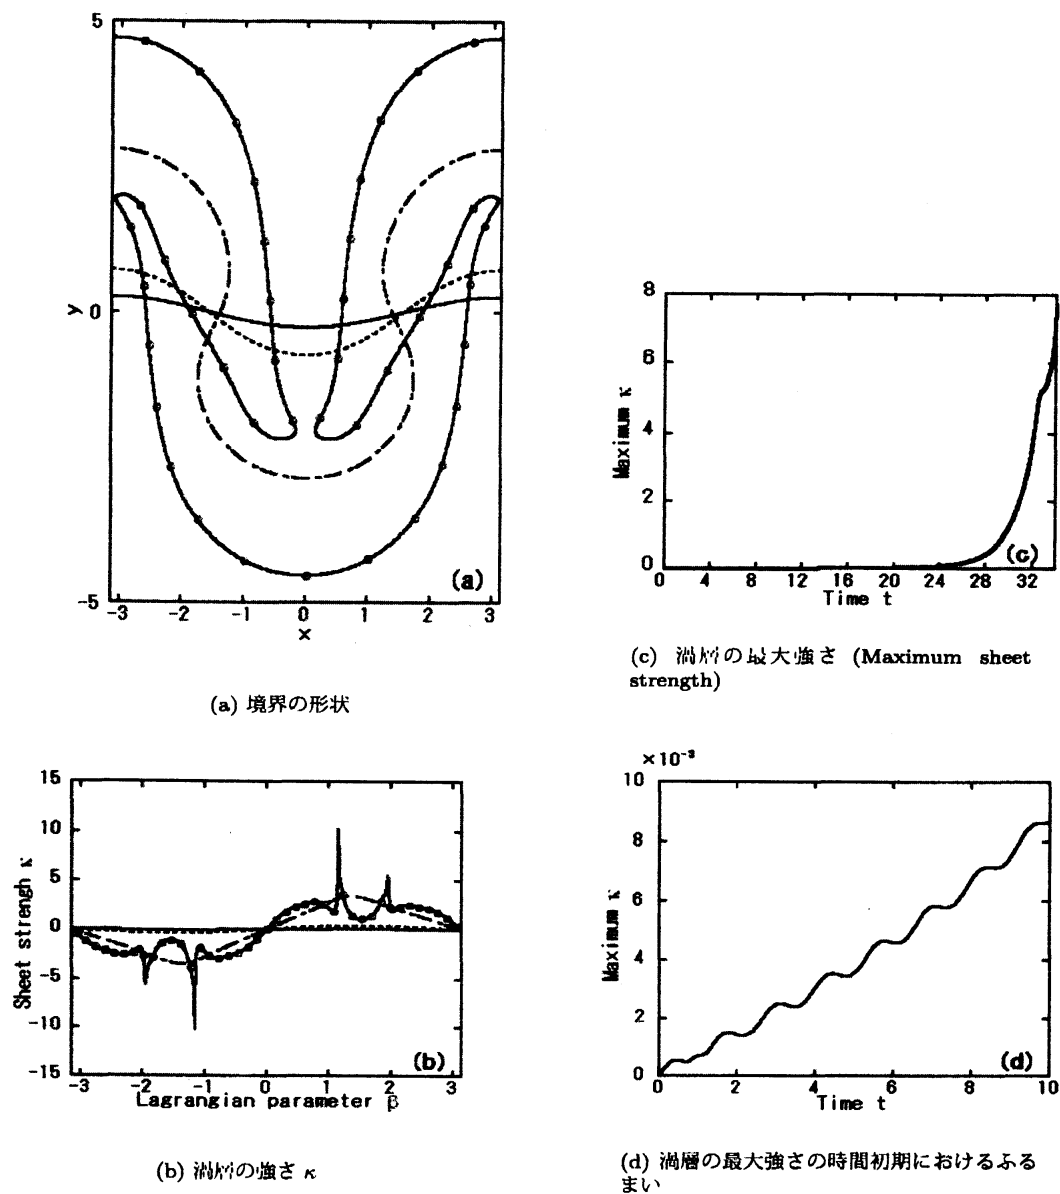 5
y
0
-5
-3 -2 -1 0 1 2 3
x
(a)
(a) 境界の形状
8
6
4
2
0
Maximum κ
0 4 8 12 16 20 24 28 32
Time t
(c)
(c) 渦層の最大強さ (Maximum sheet
strength)
15
10
5
0
-5
-10
-15
Sheet strengh κ
-3 -2 -1 0 1 2 3
Lagrangian parameter β
(b)
(b) 渦層の強さ κ
×10⁻³
10
8
6
4
2
0
Maximum κ
0 2 4 6 8 10
Time t
(d)
(d) 渦層の最大強さの時間初期におけるふる
まい